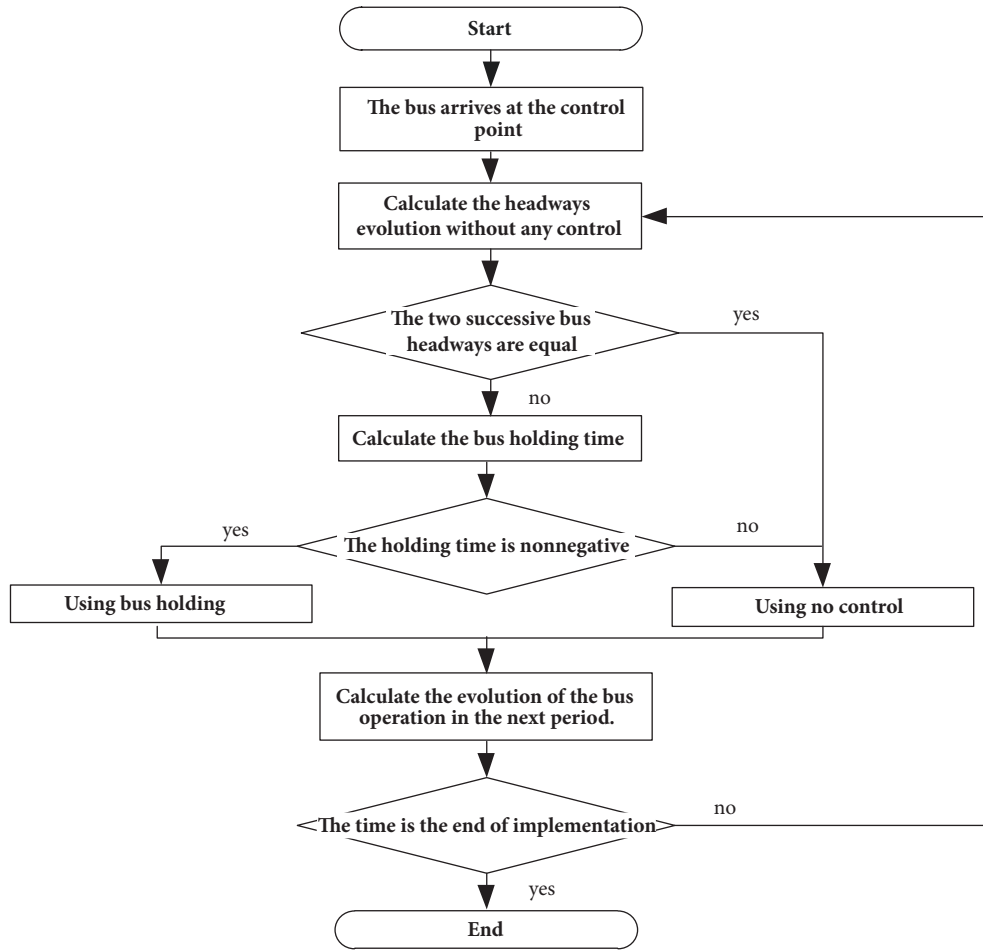 Start
The bus arrives at the control
point
Calculate the headways
evolution without any control
The two successive bus
headways are equal
yes
no
Calculate the bus holding time
yes
The holding time is nonnegative
no
Using bus holding
Using no control
Calculate the evolution of the bus
operation in the next period.
The time is the end of implementation
no
yes
End